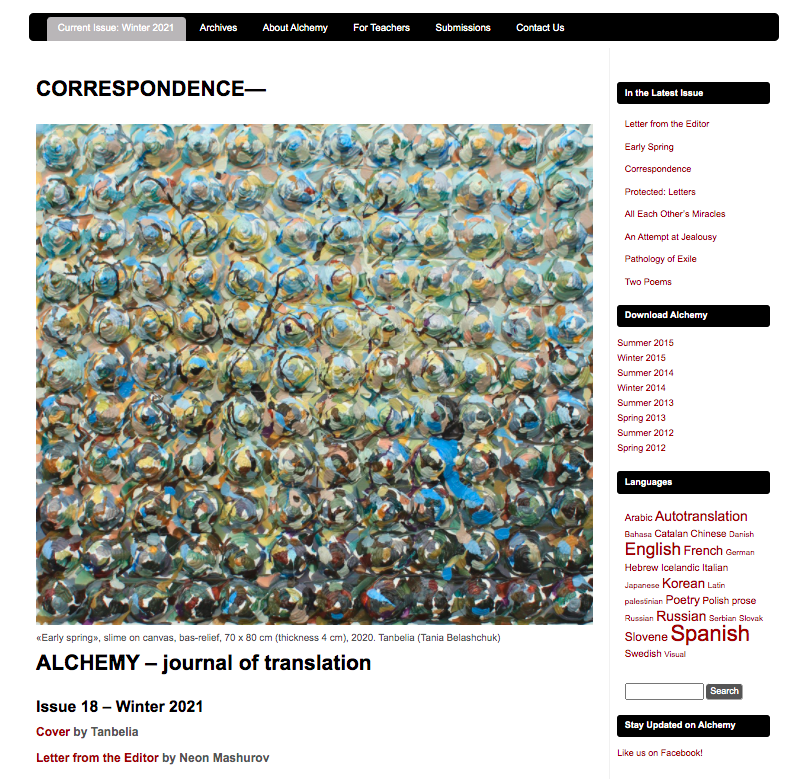 Current Issue: Winter 2021 Archives About Alchemy For Teachers Submissions Contact Us
CORRESPONDENCE—
«Early spring», slime on canvas, bas-relief, 70 x 80 cm (thickness 4 cm), 2020. Tanbelia (Tania Belashchuk)
ALCHEMY – journal of translation
Issue 18 – Winter 2021
Cover by Tanbelia
Letter from the Editor by Neon Mashurov
In the Latest Issue
Letter from the Editor
Early Spring
Correspondence
Protected: Letters
All Each Other's Miracles
An Attempt at Jealousy
Pathology of Exile
Two Poems
Download Alchemy
Summer 2015
Winter 2015
Summer 2014
Winter 2014
Summer 2013
Spring 2013
Summer 2012
Spring 2012
Languages
Arabic Autotranslation
Bahasa Catalan Chinese Danish
English French German
Hebrew Icelandic Italian
Japanese Korean Latin
palestinian Poetry Polish prose
Russian Russian Serbian Slovak
Slovene Spanish
Swedish Visual
Search
Stay Updated on Alchemy
Like us on Facebook!